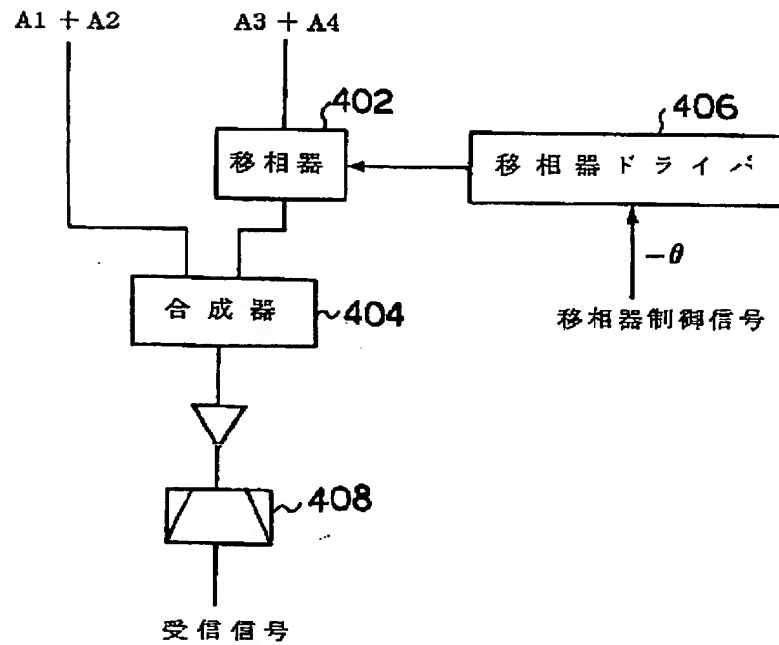 A1 + A2
A3 + A4
402
406
移相器
移相器ドライバ
-θ
合成器
404
移相器制御信号
408
受信信号